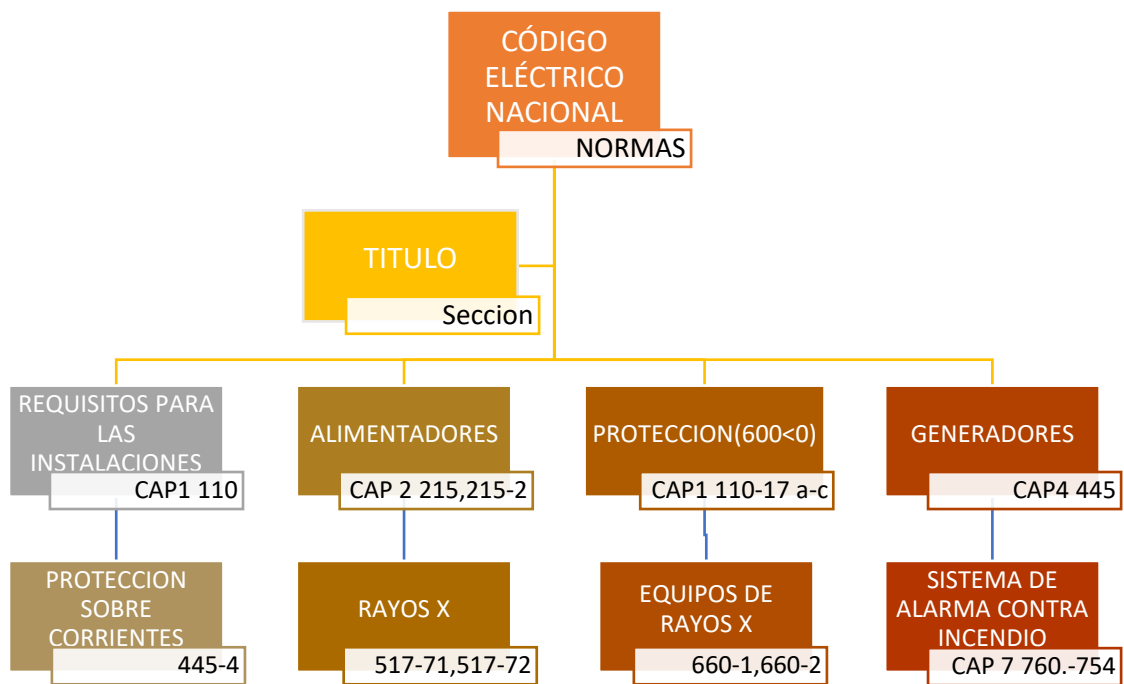 CÓDIGO
ELÉCTRICO
NACIONAL
NORMAS
TITULO
Seccion
REQUISITOS PARA
LAS
INSTALACIONES
CAP1 110
ALIMENTADORES
CAP 2 215,215-2
PROTECCION(600<0)
CAP1 110-17 a-c
GENERADORES
CAP4 445
PROTECCION
SOBRE
CORRIENTES
445-4
RAYOS X
517-71,517-72
EQUIPOS DE
RAYOS X
660-1,660-2
SISTEMA DE
ALARMA CONTRA
INCENDIO
CAP 7 760.-754